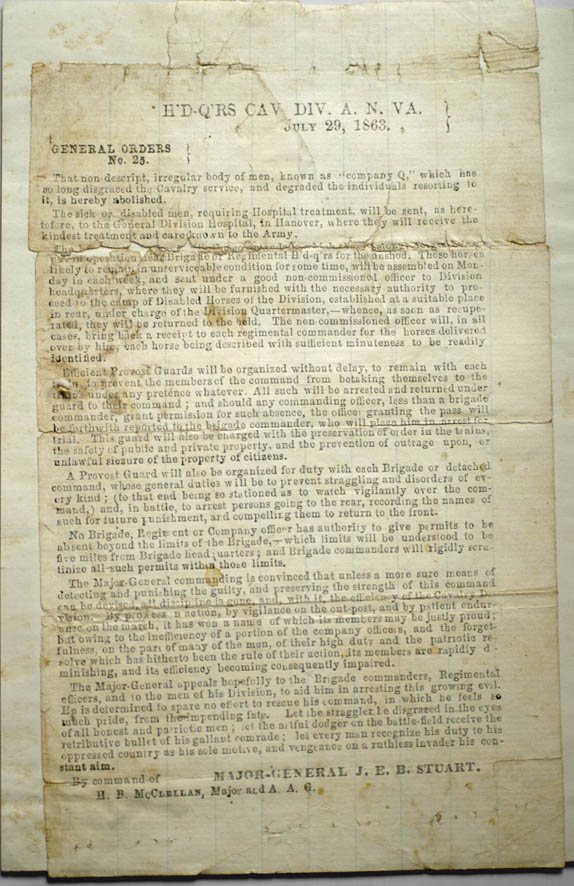 H'D-Q'RS CAV. DIV. A. N. VA.
JULY 29, 1863.
GENERAL ORDERS
No. 25.
That non-descript, irregular body of men, known as "company Q," which has
so long disgraced the Cavalry service, and degraded the individuals resorting to
it, is hereby abolished.
The sick or disabled men, requiring Hospital treatment, will be sent, as here-
tofore, to the General Division Hospital, in Hanover, where they will receive the
kindest treatment and care known to the Army.
The
in operation near Brigade or Regimental H'd-q'rs for the unshod. Those horses
likely to remain in unserviceable condition for some time, will be assembled on Mon-
day in each week, and sent under a good non-commissioned officer to Division
headquarters, where they will be furnished with the necessary authority to pro-
ceed to the camp of Disabled Horses of the Division, established at a suitable place
in rear, under charge of the Division Quartermaster,—whence, as soon as recupe-
rated, they will be returned to the field. The non-commissioned officer will, in all
cases, bring back a receipt to each regimental commander for the horses delivered
over by him, each horse being described with sufficient minuteness to be readily
identified.
Efficient Provost Guards will be organized without delay, to remain with each
train, to prevent the members of the command from betaking themselves to the
trains under any pretence whatever. All such will be arrested and returned under
guard to their command; and should any commanding officer, less than a brigade
commander, grant permission for such absence, the officer granting the pass will
be forthwith reported to the brigade commander, who will place him in arrest for
trial. This guard will also be charged with the preservation of order in the trains,
the safety of public and private property, and the prevention of outrage upon, or
unlawful siezure of the property of citizens.
A Provost Guard will also be organized for duty with each Brigade or detached
command, whose general duties will be to prevent straggling and disorders of ev-
ery kind; (to that end being so stationed as to watch vigilantly over the com-
mand,) and, in battle, to arrest persons going to the rear, recording the names of
such for future punishment, and compelling them to return to the front.
No Brigade, Regiment or Company officer has authority to give permits to be
absent beyond the limits of the Brigade,—which limits will be understood to be
five miles from Brigade head quarters; and Brigade commanders will rigidly scru-
tinize all such permits within those limits.
The Major-General commanding is convinced that unless a more sure means of
detecting and punishing the guilty, and preserving the strength of this command
can be devised, all discipline is gone, and, with it, the efficiency of the Cavalry Di-
vision. By prowess in action, by vigilance on the out-post, and by patient endur-
ance on the march, it has won a name of which its members may be justly proud;
but owing to the inefficiency of a portion of the company officers, and the forget-
fulness, on the part of many of the men, of their high duty and the patriotic re-
solve which has hitherto been the rule of their action, its members are rapidly di-
minishing, and its efficiency becoming consequently impaired.
The Major-General appeals hopefully to the Brigade commanders, Regimental
officers, and to the men of his Division, to aid him in arresting this growing evil.
He is determined to spare no effort to rescue his command, in which he feels so
much pride, from the impending fate. Let the straggler be disgraced in the eyes
of all honest and patriotic men; let the artful dodger on the battle-field receive the
retributive bullet of his gallant comrade; let every man recognize his duty to his
oppressed country as his sole motive, and vengeance on a ruthless invader his con-
stant aim.
By command of MAJOR-GENERAL J. E. B. STUART.
H. B. McCLELLAN, Major and A. A. G.